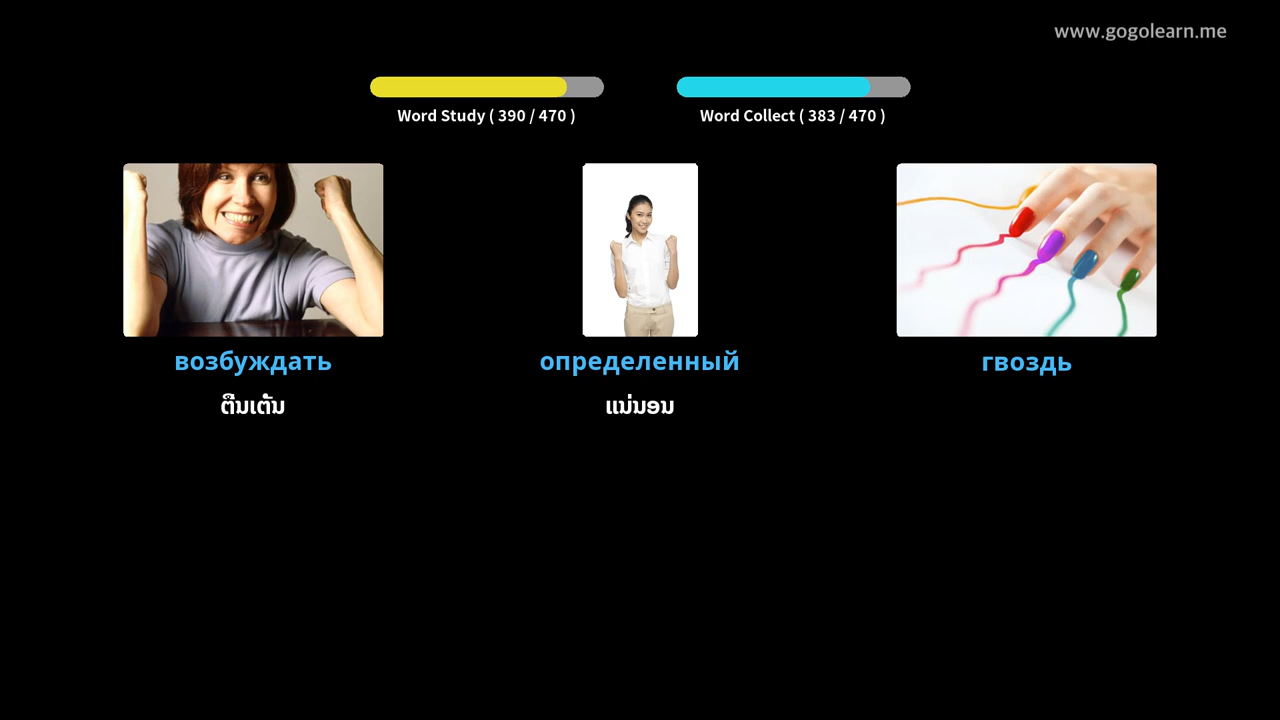 www.gogolearn.me
Word Study ( 390 / 470 )
Word Collect ( 383 / 470 )
возбуждать
определенный
гвоздь
ຕື່ນເຕັ້ນ
ແນ່ນອນ